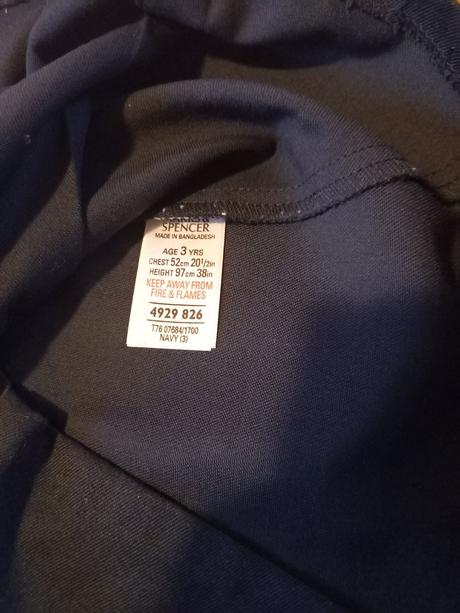 SPENCER
MADE IN BANGLADESH
AGE 3 YRS
CHEST 52cm 20½in
HEIGHT 97cm 38in
KEEP AWAY FROM
FIRE & FLAMES
4929 826
T76 07684/1700
NAVY (3)